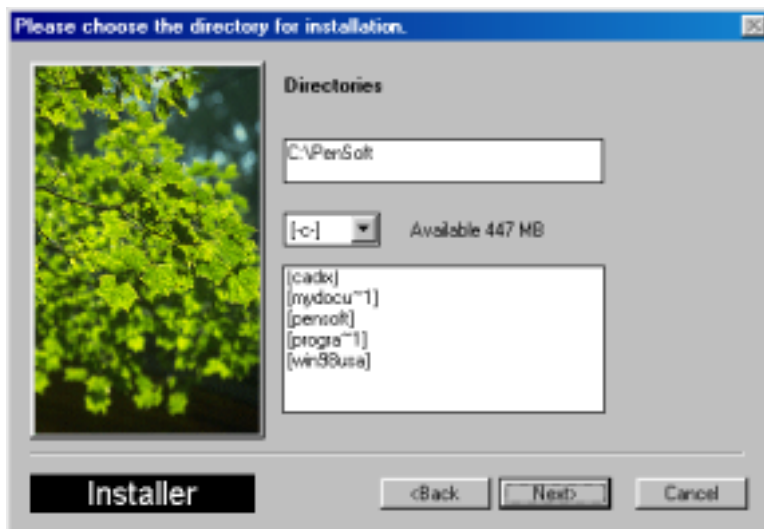 Please choose the directory for installation.
Directories
C:\PenSoft
[-c-]
Available 447 MB
[cadix]
[mydocu~1]
[pensoft]
[progra~1]
[win98usa]
Installer
<Back
Next>
Cancel